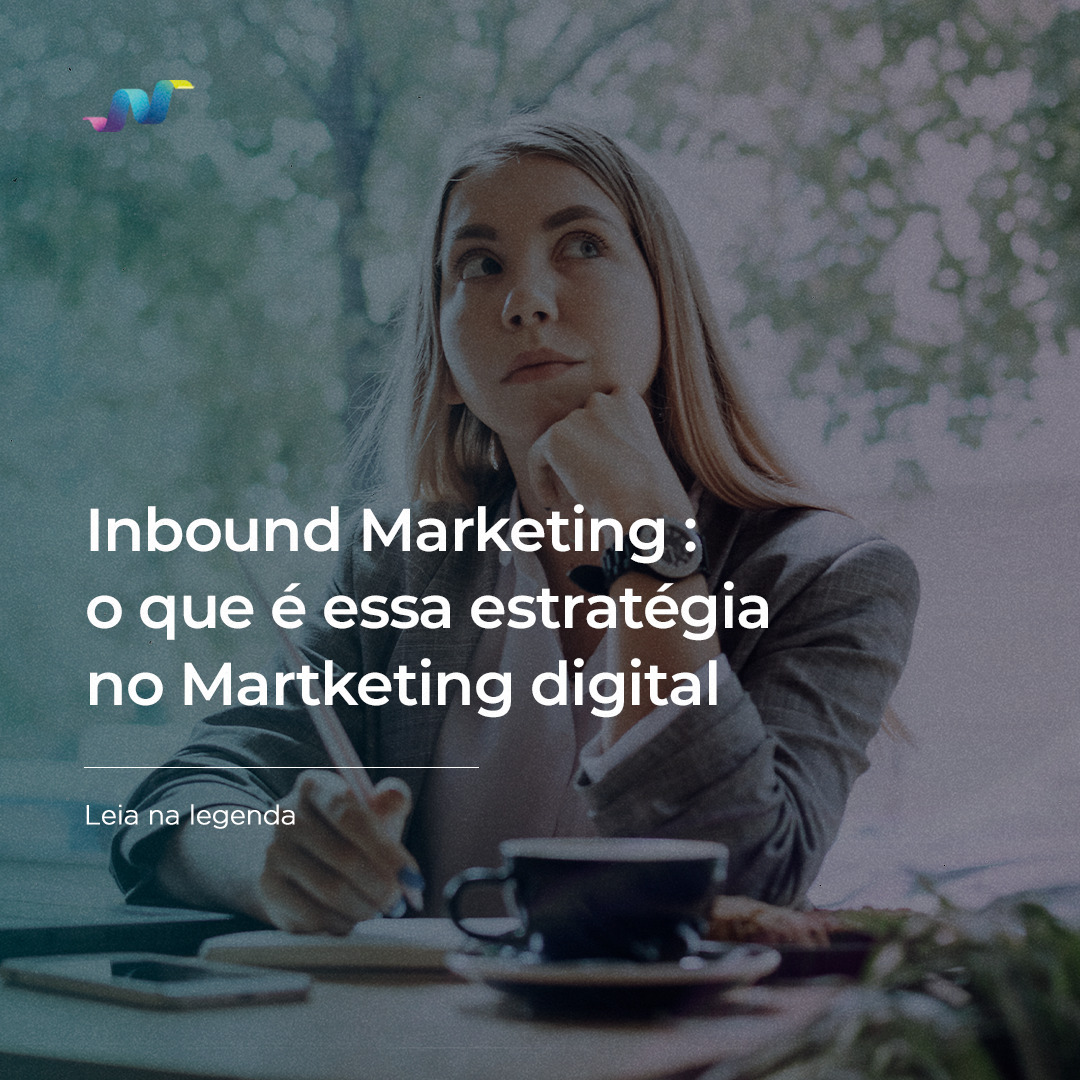 Inbound Marketing :
o que é essa estratégia
no Martketing digital
Leia na legenda